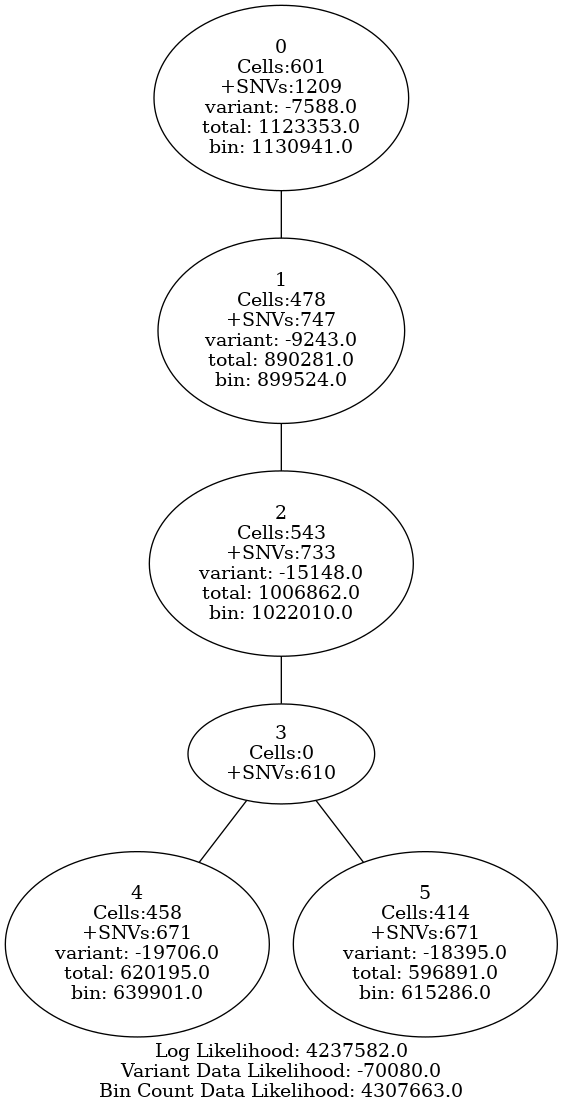 0
Cells:601
+SNVs:1209
variant: -7588.0
total: 1123353.0
bin: 1130941.0
1
Cells:478
+SNVs:747
variant: -9243.0
total: 890281.0
bin: 899524.0
2
Cells:543
+SNVs:733
variant: -15148.0
total: 1006862.0
bin: 1022010.0
3
Cells:0
+SNVs:610
4
Cells:458
+SNVs:671
variant: -19706.0
total: 620195.0
bin: 639901.0
5
Cells:414
+SNVs:671
variant: -18395.0
total: 596891.0
bin: 615286.0
Log Likelihood: 4237582.0
Variant Data Likelihood: -70080.0
Bin Count Data Likelihood: 4307663.0